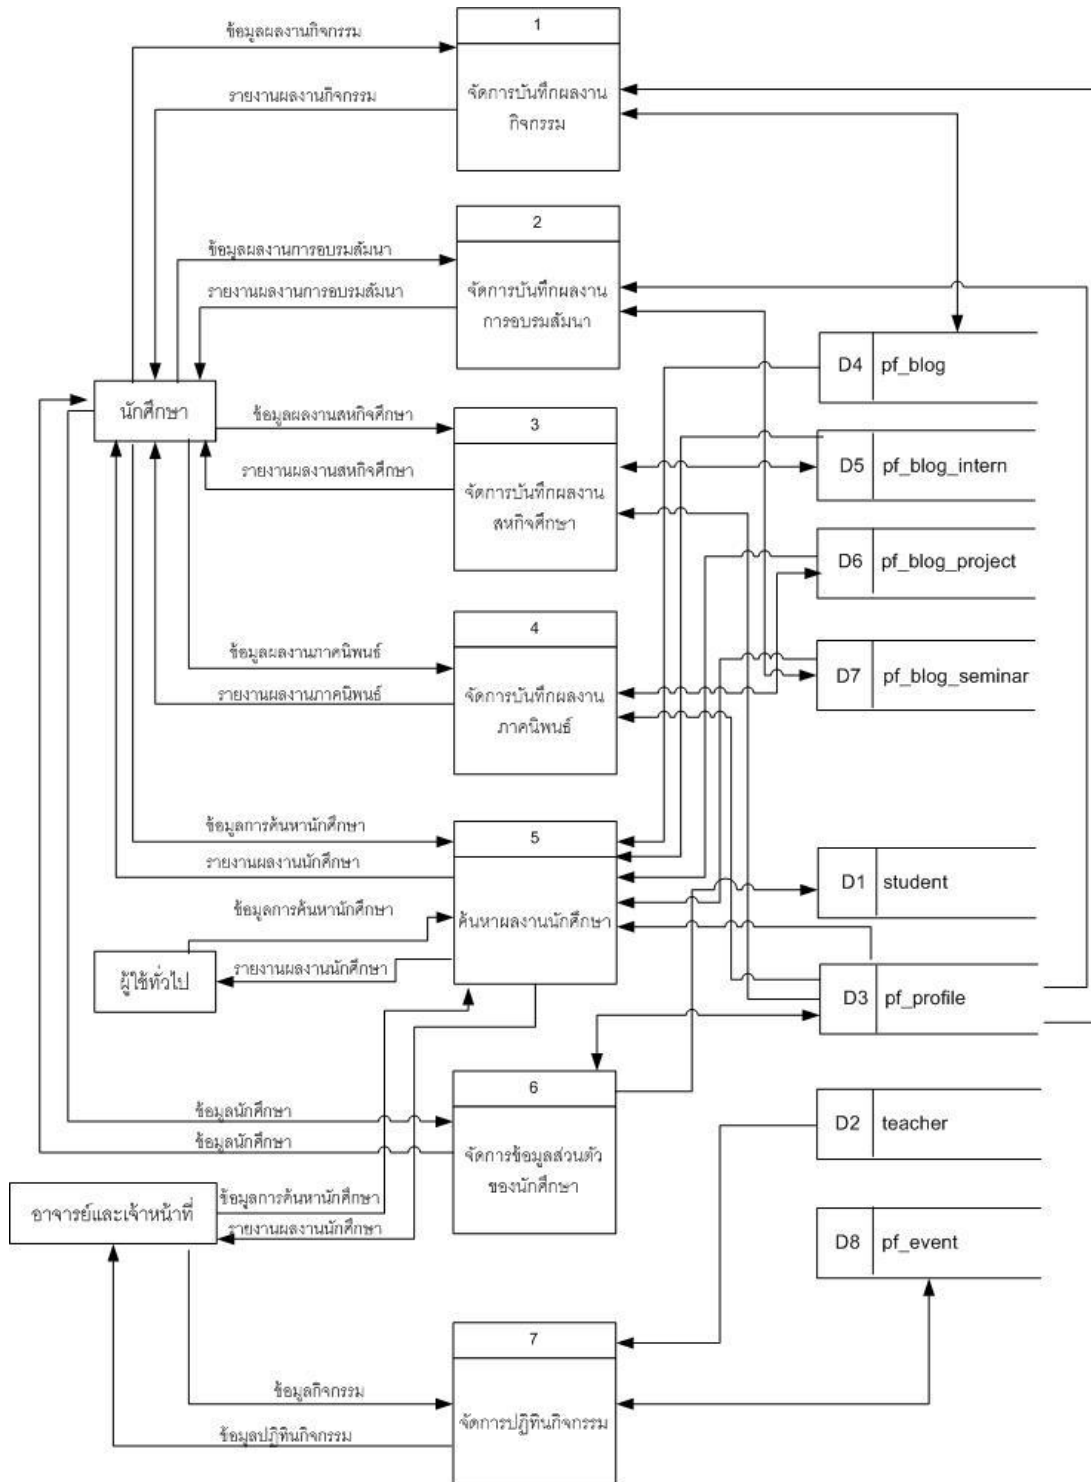 1
ข้อมูลผลงานกิจกรรม
จัดการบันทึกผลงาน
กิจกรรม
รายงานผลงานกิจกรรม
2
ข้อมูลผลงานการอบรมสัมนา
จัดการบันทึกผลงาน
การอบรมสัมนา
รายงานผลงานการอบรมสัมนา
D4 pf_blog
นักศึกษา
ข้อมูลผลงานสหกิจศึกษา
3
รายงานผลงานสหกิจศึกษา
จัดการบันทึกผลงาน
สหกิจศึกษา
D5 pf_blog_intern
D6 pf_blog_project
4
ข้อมูลผลงานภาคนิพนธ์
รายงานผลงานภาคนิพนธ์
จัดการบันทึกผลงาน
ภาคนิพนธ์
D7 pf_blog_seminar
ข้อมูลการค้นหานักศึกษา
5
รายงานผลงานนักศึกษา
D1 student
ข้อมูลการค้นหานักศึกษา
ค้นหาผลงานนักศึกษา
ผู้ใช้ทั่วไป
รายงานผลงานนักศึกษา
D3 pf_profile
6
ข้อมูลนักศึกษา
ข้อมูลนักศึกษา
จัดการข้อมูลส่วนตัว
ของนักศึกษา
D2 teacher
อาจารย์และเจ้าหน้าที่
ข้อมูลการค้นหานักศึกษา
รายงานผลงานนักศึกษา
D8 pf_event
7
ข้อมูลกิจกรรม
จัดการปฏิทินกิจกรรม
ข้อมูลปฏิทินกิจกรรม